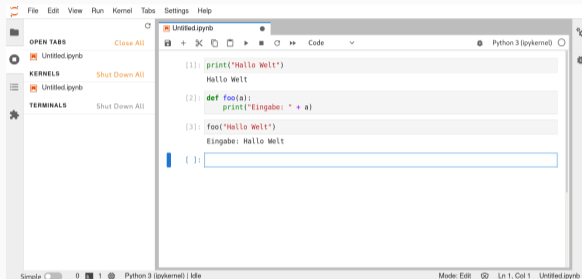 File Edit View Run Kernel Tabs Settings Help
OPEN TABS Close All
Untitled.ipynb
KERNELS Shut Down All
Untitled.ipynb
TERMINALS Shut Down All
Untitled.ipynb
Code Python 3 (ipykernel)
[1]: print("Hallo Welt")
Hallo Welt
[2]: def foo(a):
print("Eingabe: " + a)
[3]: foo("Hallo Welt")
Eingabe: Hallo Welt
[ ]:
Simple 0 1 Python 3 (ipykernel) | Idle Mode: Edit Ln 1, Col 1 Untitled.ipynb